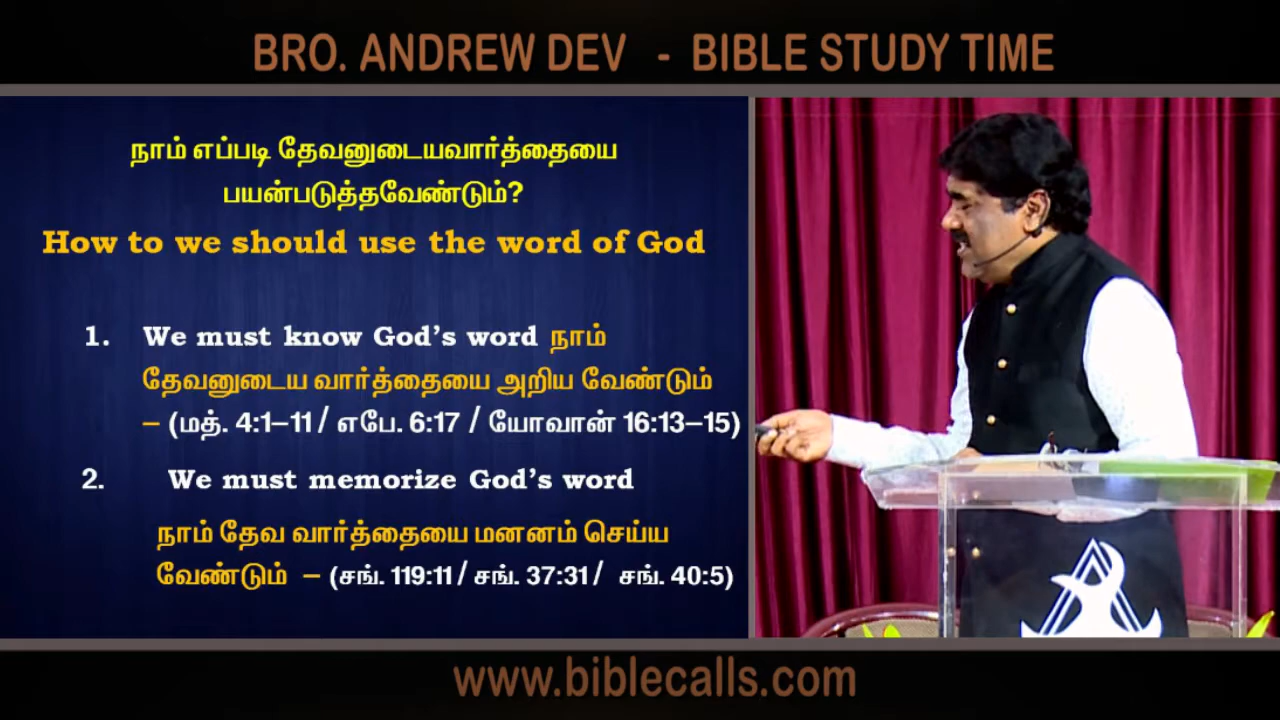 BRO. ANDREW DEV - BIBLE STUDY TIME
நாம் எப்படி தேவனுடையவார்த்தையை
பயன்படுத்தவேண்டும்?
How to we should use the word of God
1. We must know God's word நாம்
தேவனுடைய வார்த்தையை அறிய வேண்டும்
– (மத். 4:1–11 / எபே. 6:17 / யோவான் 16:13–15)
2. We must memorize God's word
நாம் தேவ வார்த்தையை மனனம் செய்ய
வேண்டும் – (சங். 119:11 / சங். 37:31 / சங். 40:5)
www.biblecalls.com